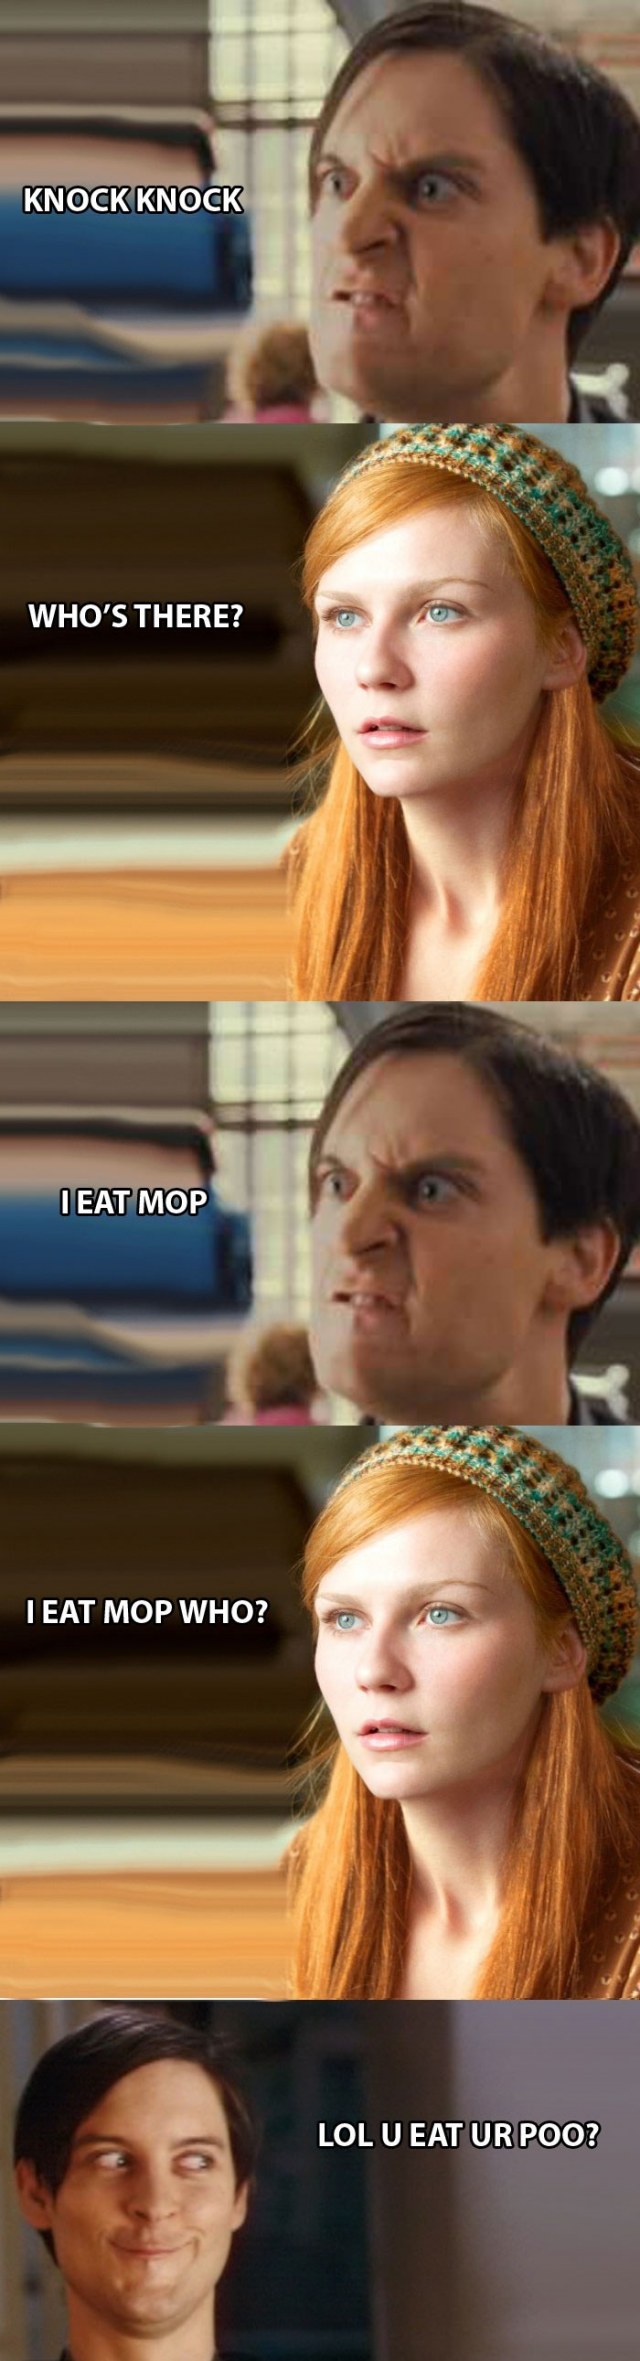 KNOCK KNOCK
WHO'S THERE?
I EAT MOP
I EAT MOP WHO?
LOL U EAT UR POO?